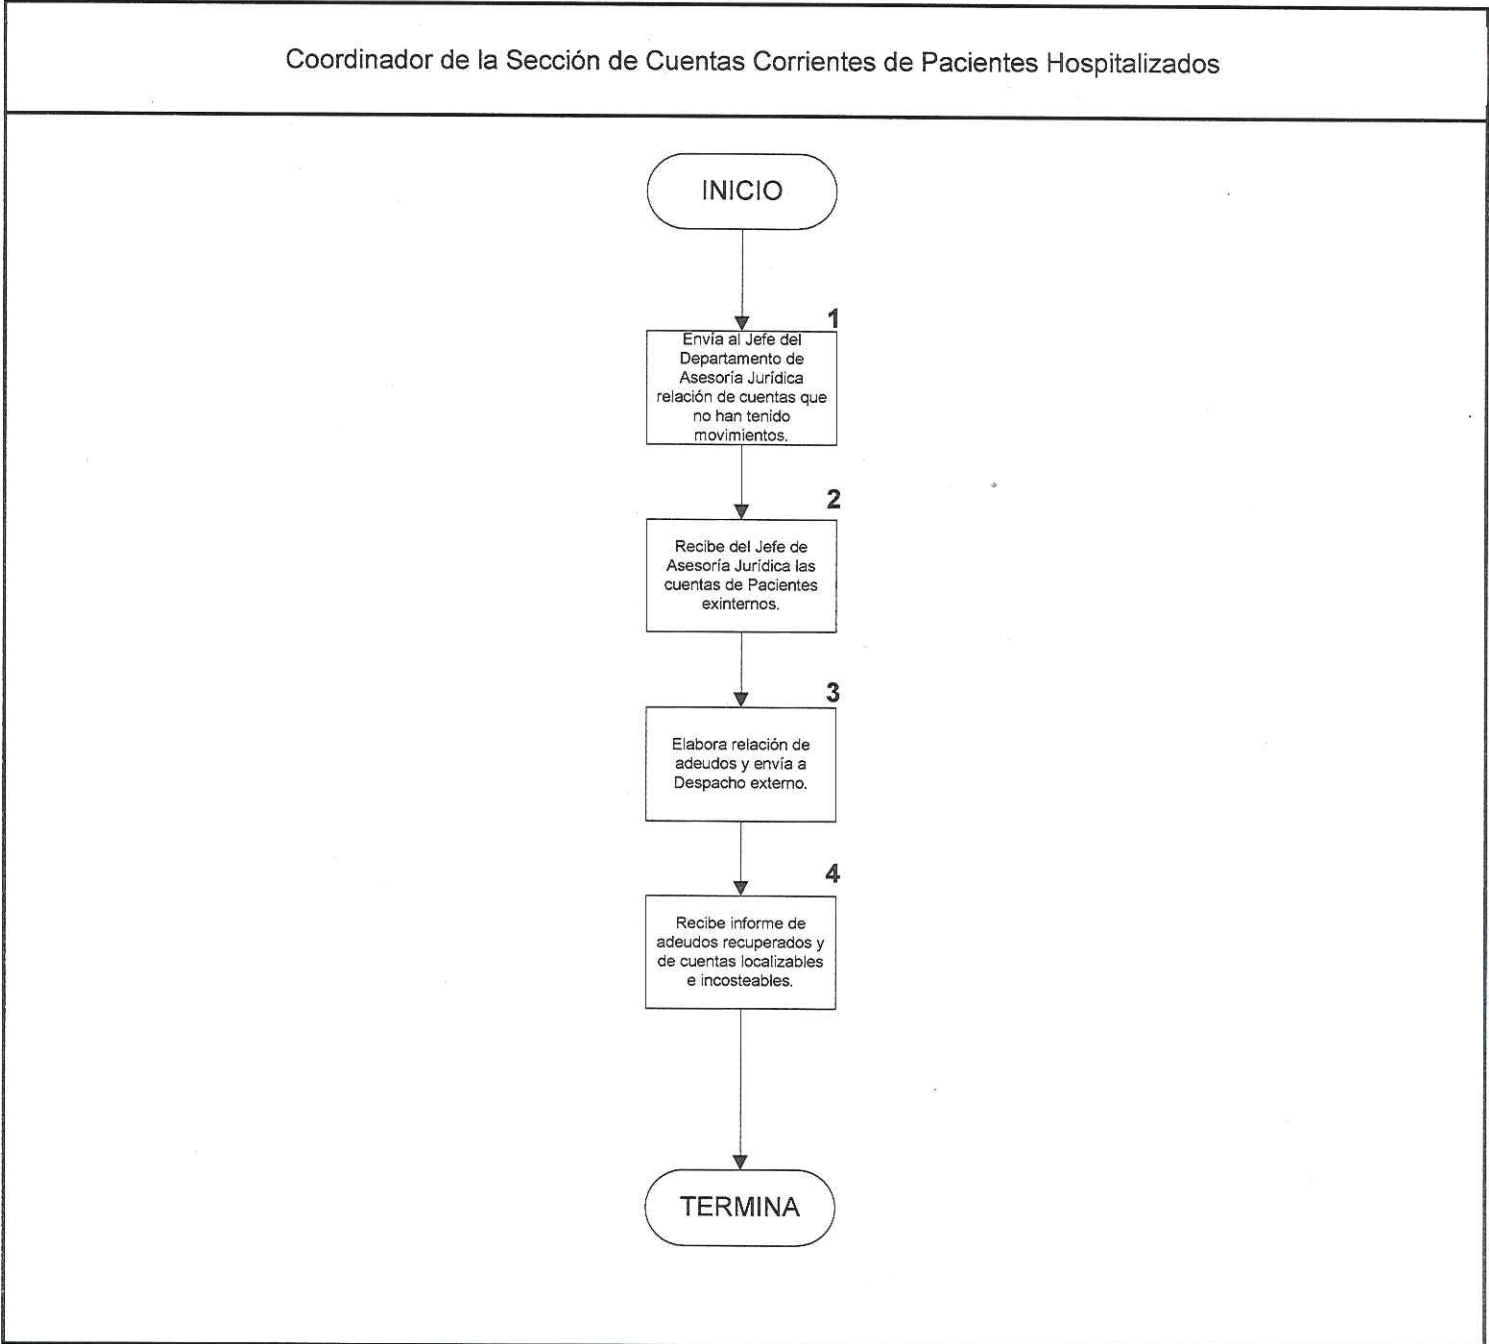 Coordinador de la Sección de Cuentas Corrientes de Pacientes Hospitalizados
INICIO
1
Envía al Jefe del
Departamento de
Asesoría Jurídica
relación de cuentas que
no han tenido
movimientos.
2
Recibe del Jefe de
Asesoría Jurídica las
cuentas de Pacientes
exinternos.
3
Elabora relación de
adeudos y envía a
Despacho externo.
4
Recibe informe de
adeudos recuperados y
de cuentas localizables
e incosteables.
TERMINA